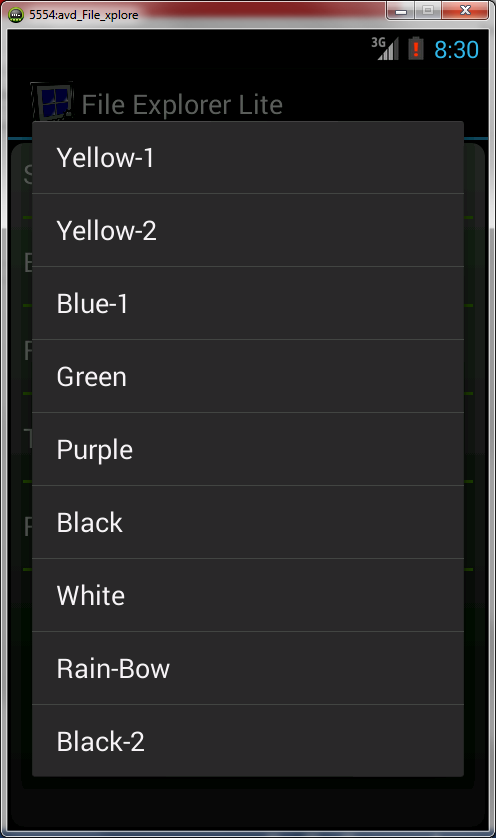 5554:avd_File_xplore
3G 8:30
File Explorer Lite
Yellow-1
Yellow-2
Blue-1
Green
Purple
Black
White
Rain-Bow
Black-2